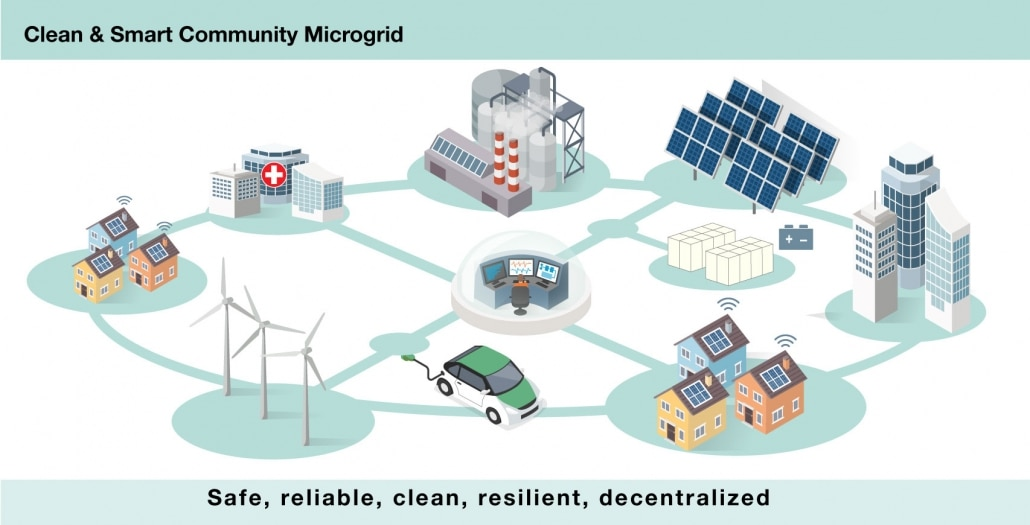 Clean & Smart Community Microgrid
Safe, reliable, clean, resilient, decentralized